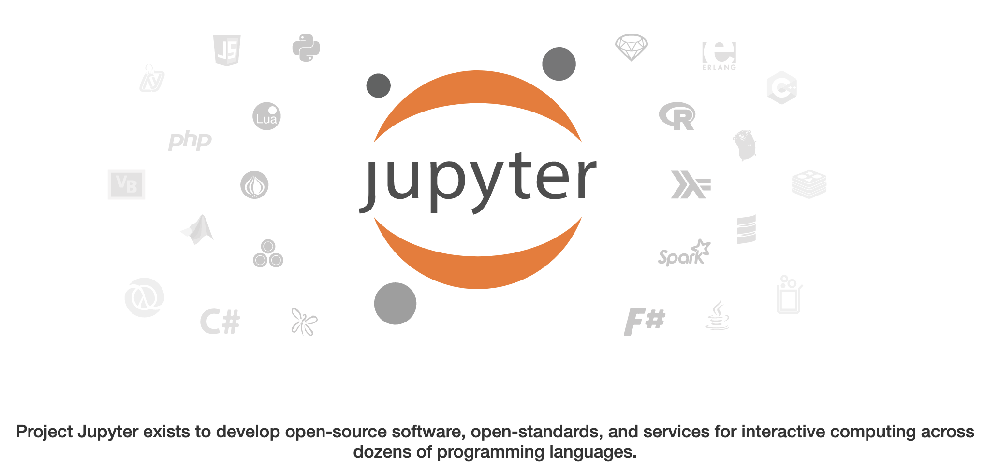 JS
ERLANG
C++
Lua
R
php
jupyter
VB
Spark
C#
F#
Project Jupyter exists to develop open-source software, open-standards, and services for interactive computing across
dozens of programming languages.